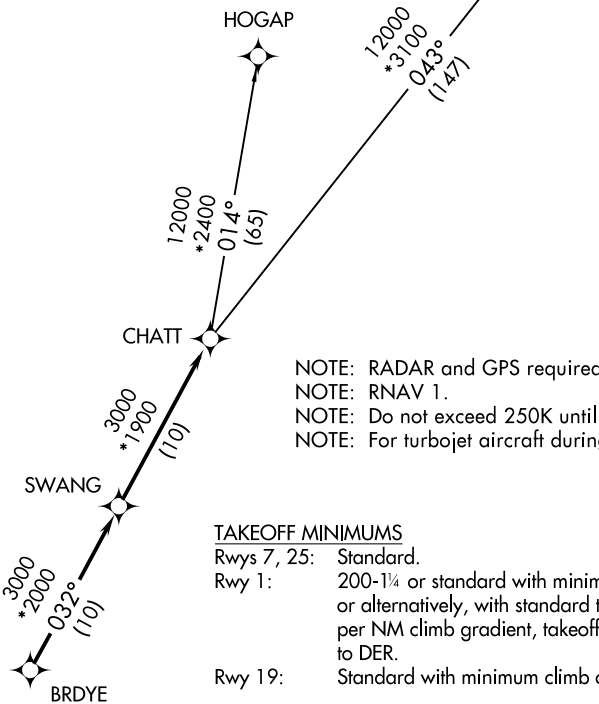 HOGAP
12000
*3100
043°
(147)
12000
*2400
014°
(65)
CHATT
NOTE: RADAR and GPS required
NOTE: RNAV 1.
NOTE: Do not exceed 250K until
NOTE: For turbojet aircraft during
3000
*1900
(10)
SWANG
3000
*2000
032°
(10)
BRDYE
TAKEOFF MINIMUMS
Rwys 7, 25: Standard.
Rwy 1: 200-1¼ or standard with minim
or alternatively, with standard t
per NM climb gradient, takeoff
to DER.
Rwy 19: Standard with minimum climb